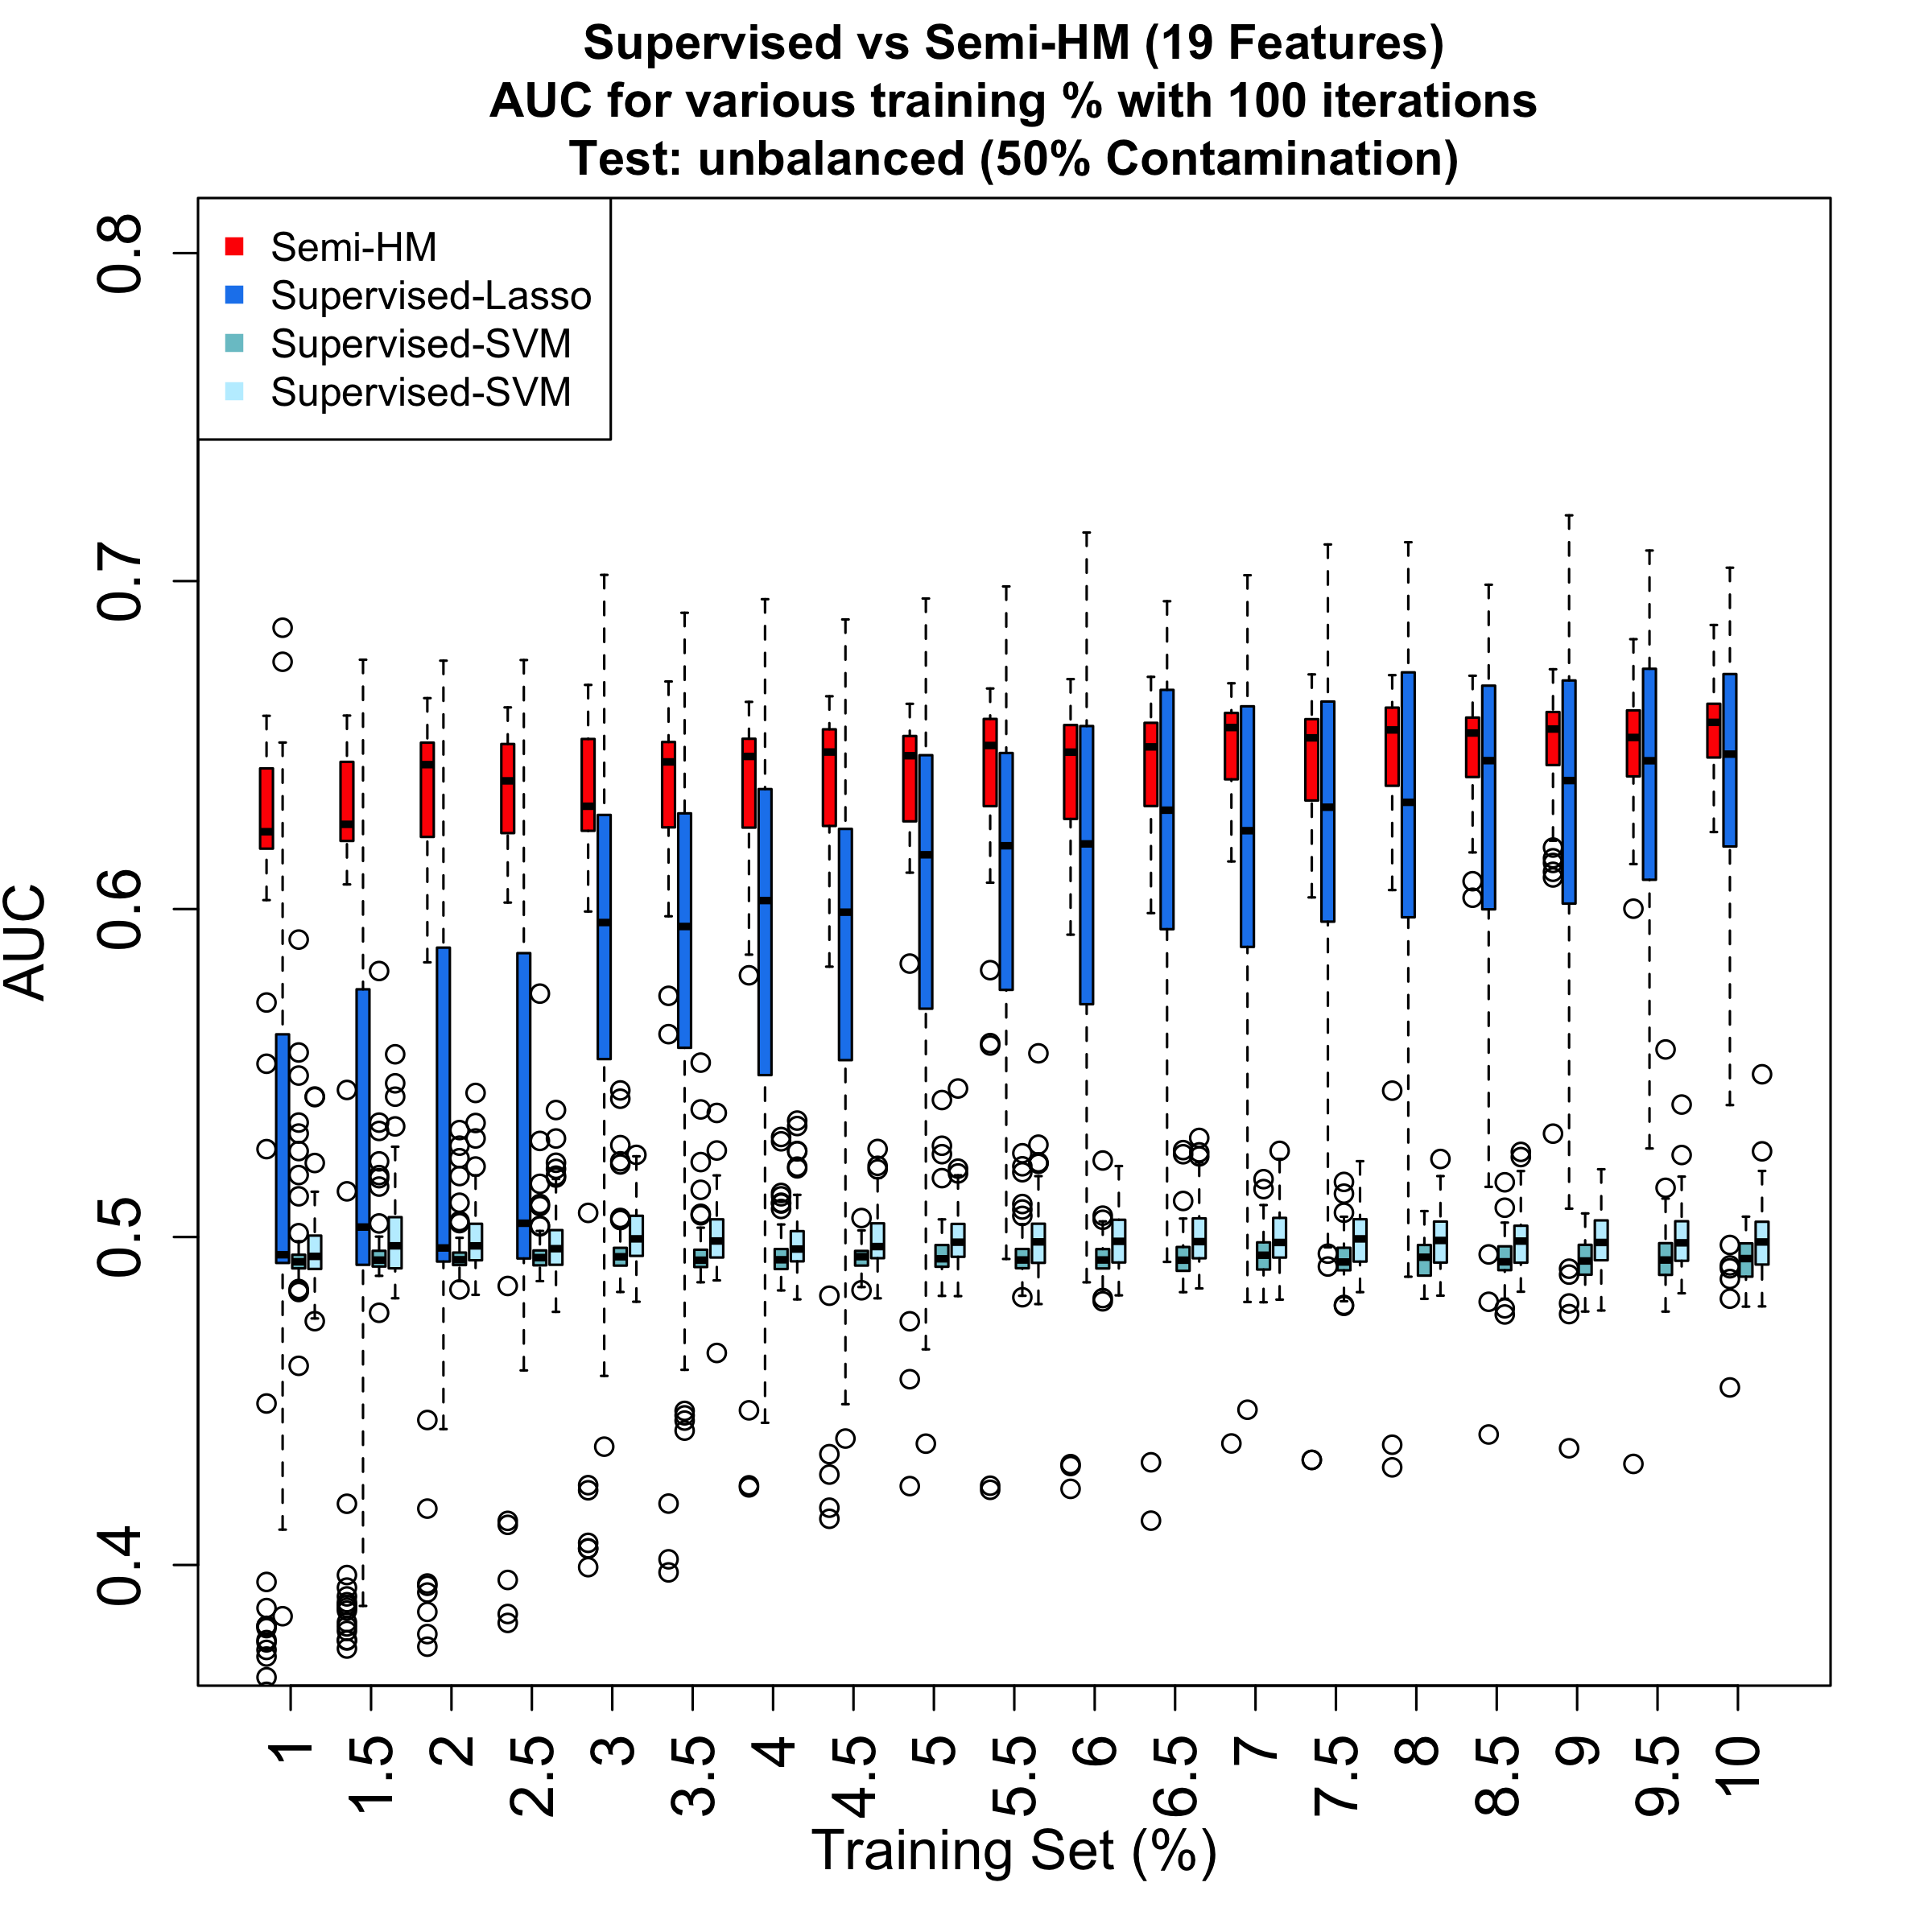 Supervised vs Semi-HM (19 Features)
AUC for various training % with 100 iterations
Test: unbalanced (50% Contamination)
Semi-HM
Supervised-Lasso
Supervised-SVM
Supervised-SVM
AUC
0.8
0.7
0.6
0.5
0.4
1
1.5
2
2.5
3
3.5
4
4.5
5
5.5
6
6.5
7
7.5
8
8.5
9
9.5
10
Training Set (%)